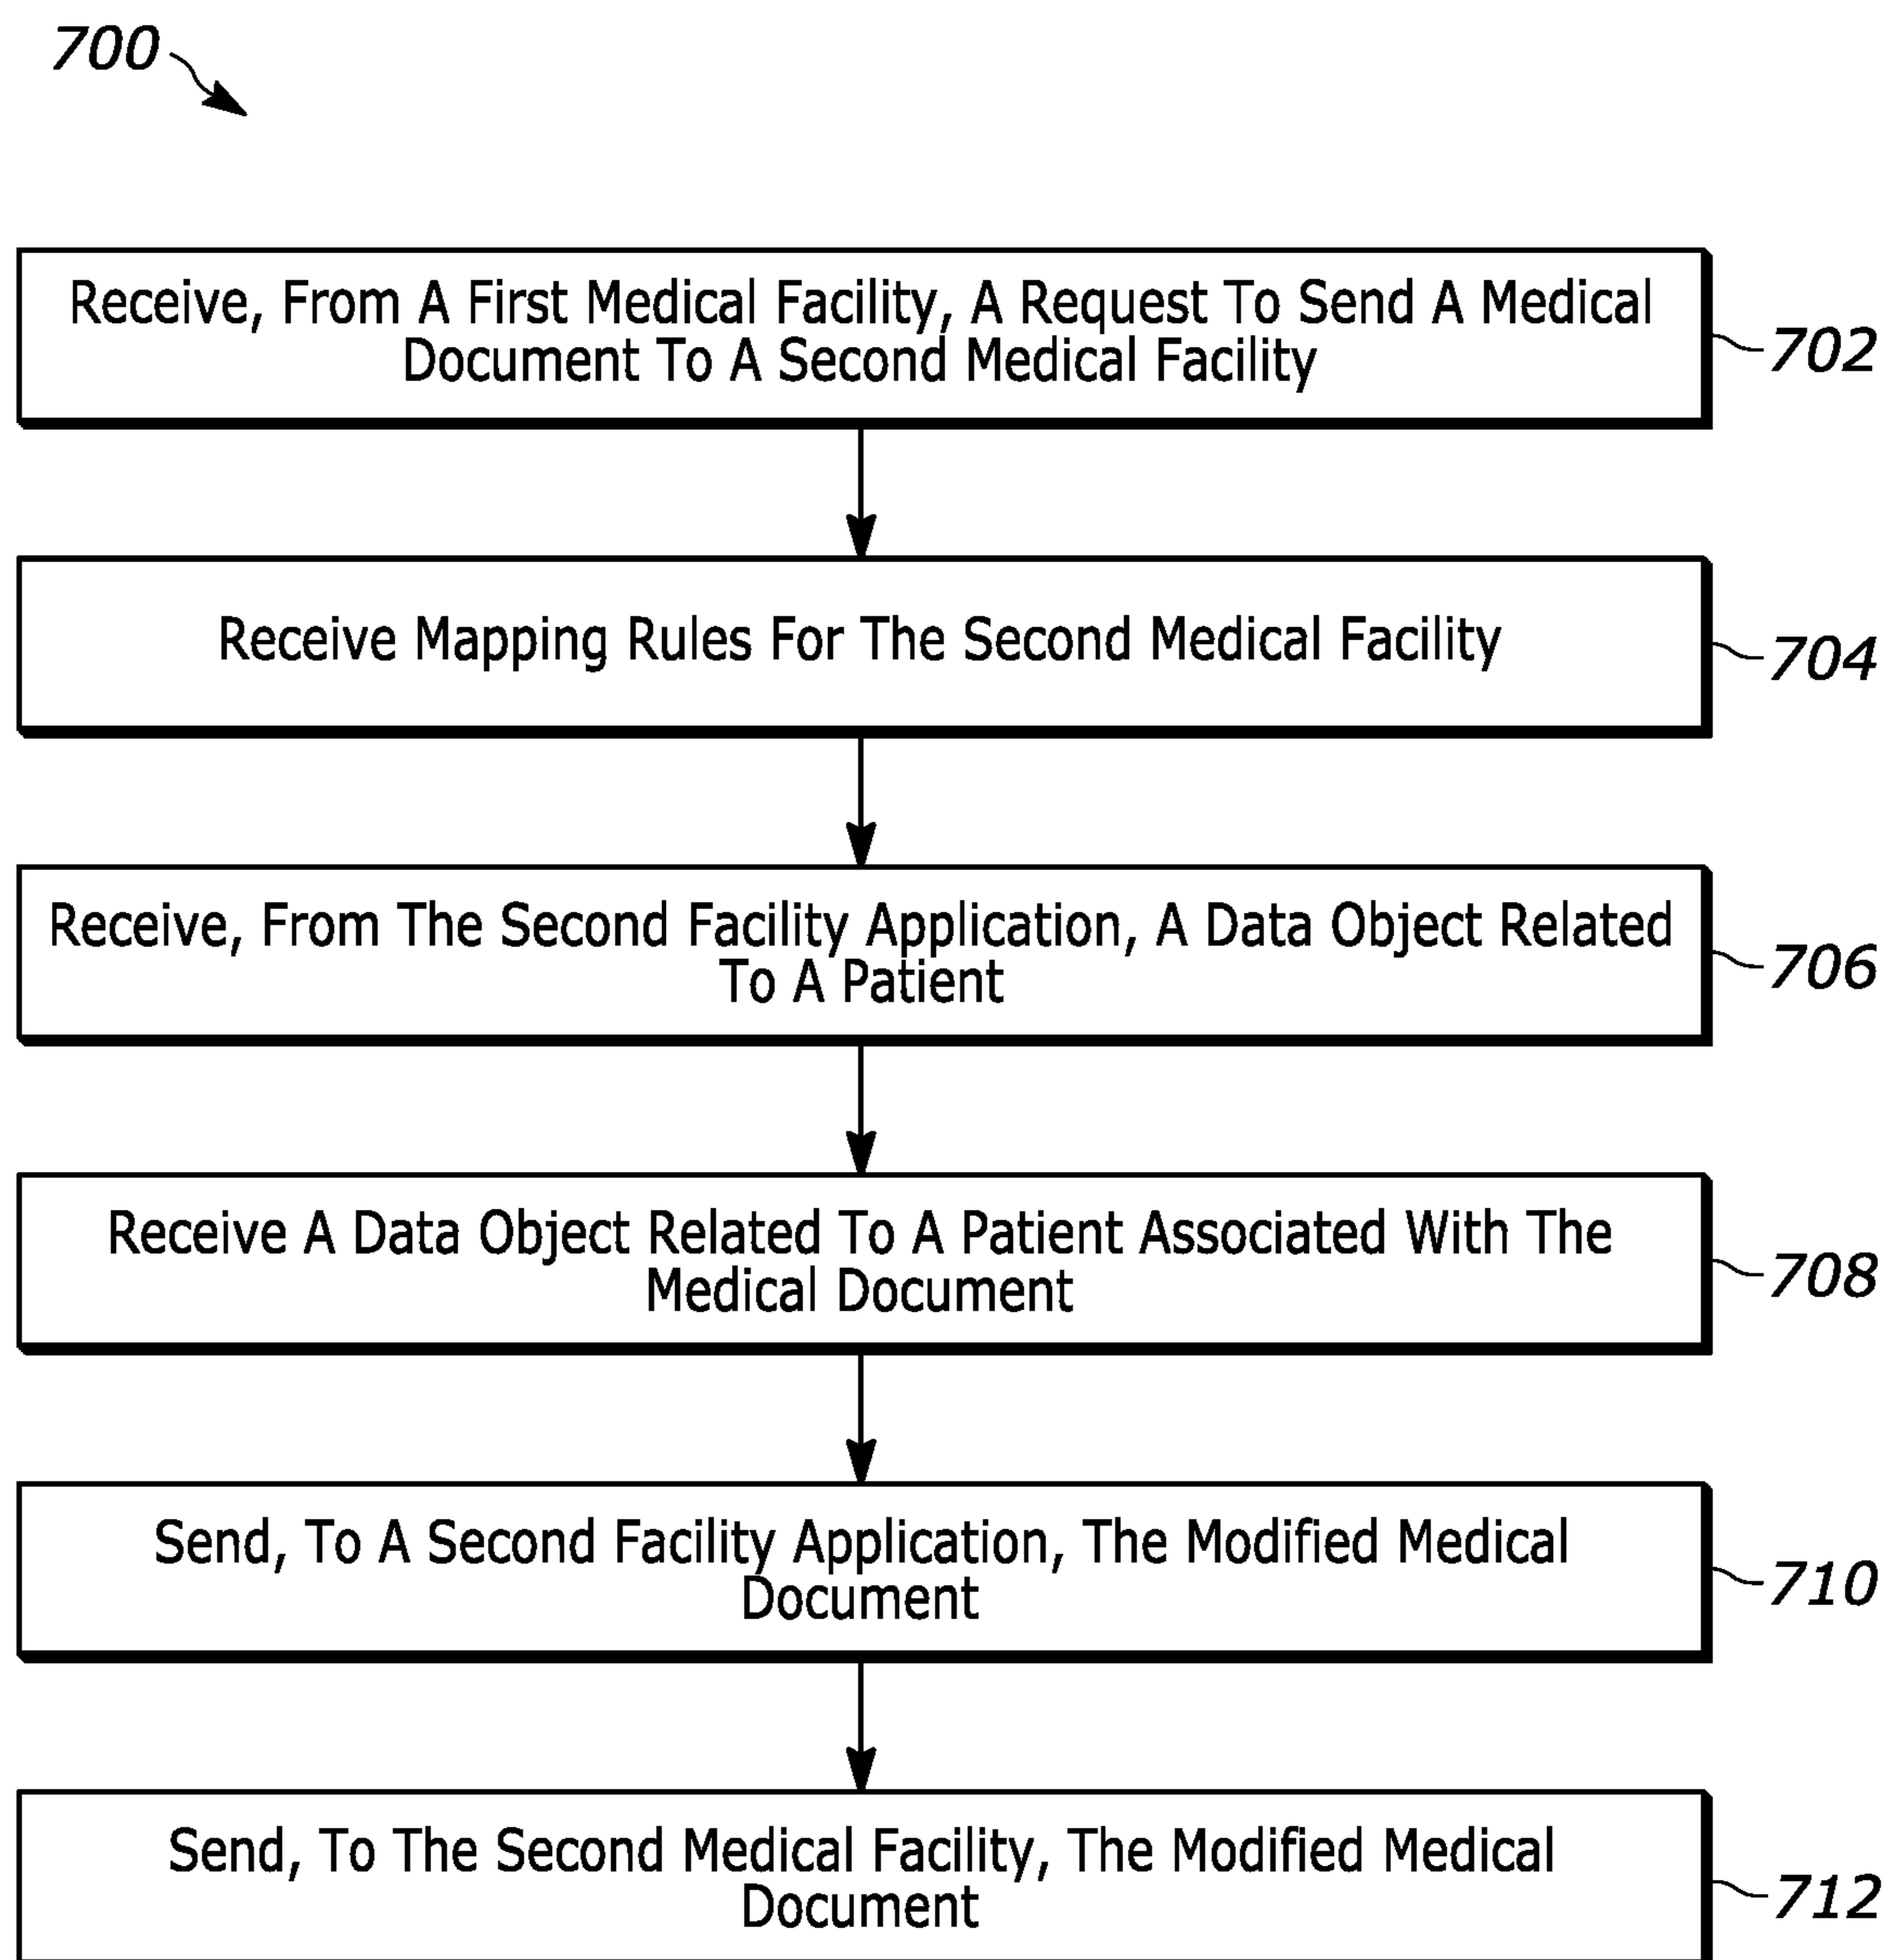 700
Receive, From A First Medical Facility, A Request To Send A Medical
Document To A Second Medical Facility
702
Receive Mapping Rules For The Second Medical Facility
704
Receive, From The Second Facility Application, A Data Object Related
To A Patient
706
Receive A Data Object Related To A Patient Associated With The
Medical Document
708
Send, To A Second Facility Application, The Modified Medical
Document
710
Send, To The Second Medical Facility, The Modified Medical
Document
712